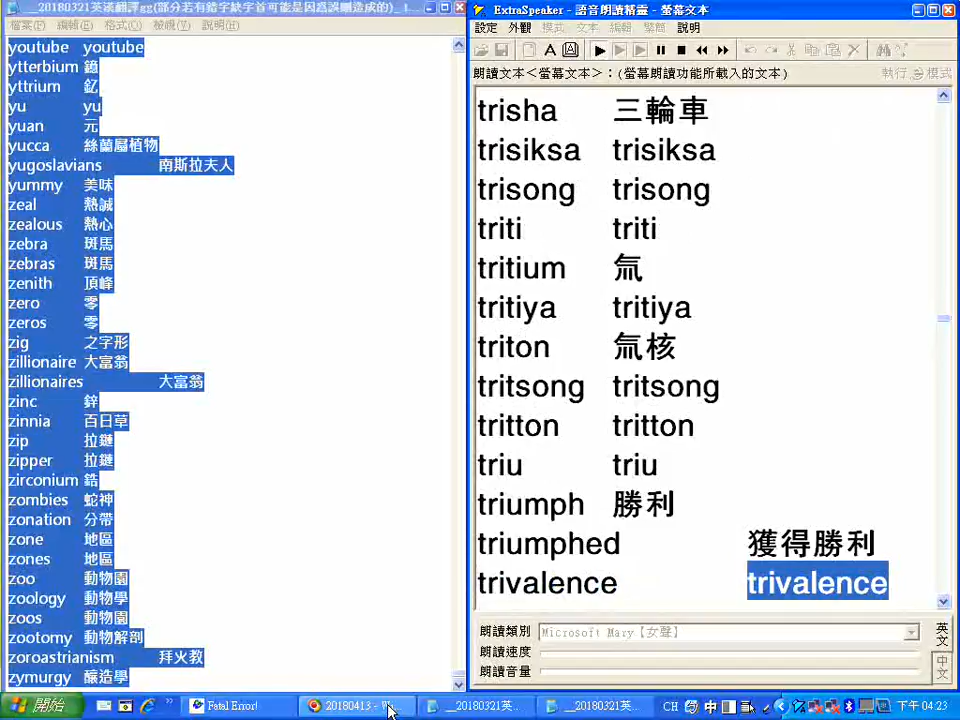 __20180321英漢翻譯gg(部分若有錯字缺字首可能是因為誤刪造成的)_
檔案(F) 編輯(E) 格式(O) 檢視(V) 說明(H)
youtube youtube
ytterbium 鐿
yttrium 釔
yu yu
yuan 元
yucca 絲蘭屬植物
yugoslavians 南斯拉夫人
yummy 美味
zeal 熱誠
zealous 熱心
zebra 斑馬
zebras 斑馬
zenith 頂峰
zero 零
zeros 零
zig 之字形
zillionaire 大富翁
zillionaires 大富翁
zinc 鋅
zinnia 百日草
zip 拉鏈
zipper 拉鏈
zirconium 鋯
zombies 蛇神
zonation 分帶
zone 地區
zones 地區
zoo 動物園
zoology 動物學
zoos 動物園
zootomy 動物解剖
zoroastrianism 拜火教
zymurgy 釀造學
ExtraSpeaker - 語音朗讀精靈 - 螢幕文本
設定 外觀 模式 文本 編輯 繁簡 說明
朗讀文本<螢幕文本>：(螢幕朗讀功能所載入的文本) 執行 模式
trisha 三輪車
trisiksa trisiksa
trisong trisong
triti triti
tritium 氚
tritiya tritiya
triton 氚核
tritsong tritsong
tritton tritton
triu triu
triumph 勝利
triumphed 獲得勝利
trivalence trivalence
朗讀類別 Microsoft Mary【女聲】
朗讀速度
朗讀音量
英文
中文
開始 Fatal Error! 20180413 - __20180321英... __20180321英... CH 中 下午 04:23